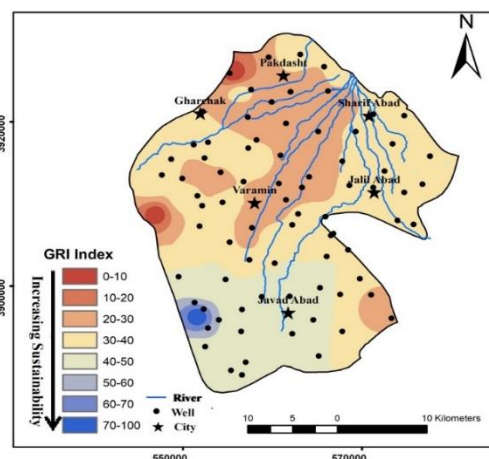 N
Pakdasht
Gharchak
Sharif Abad
Jalil Abad
Varamin
Javad Abad
3920000
3900000
GRI Index
Increasing Sustainability
0-10
10-20
20-30
30-40
40-50
50-60
60-70
70-100
River
Well
City
10 5 0 10 Kilometers
550000 570000